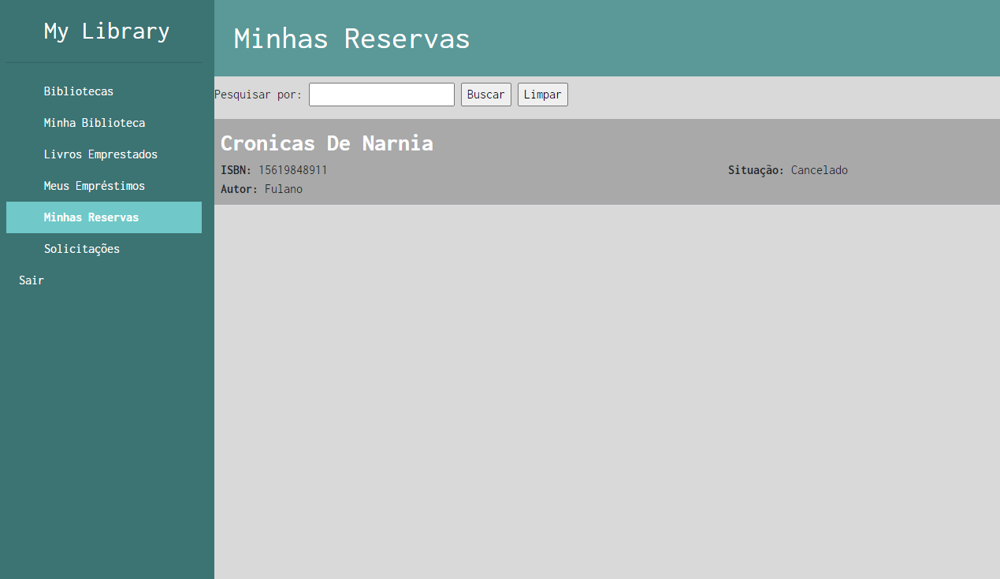 My Library
Bibliotecas
Minha Biblioteca
Livros Emprestados
Meus Empréstimos
Minhas Reservas
Solicitações
Sair
Minhas Reservas
Pesquisar por: Buscar Limpar
Cronicas De Narnia
ISBN: 15619848911 Situação: Cancelado
Autor: Fulano